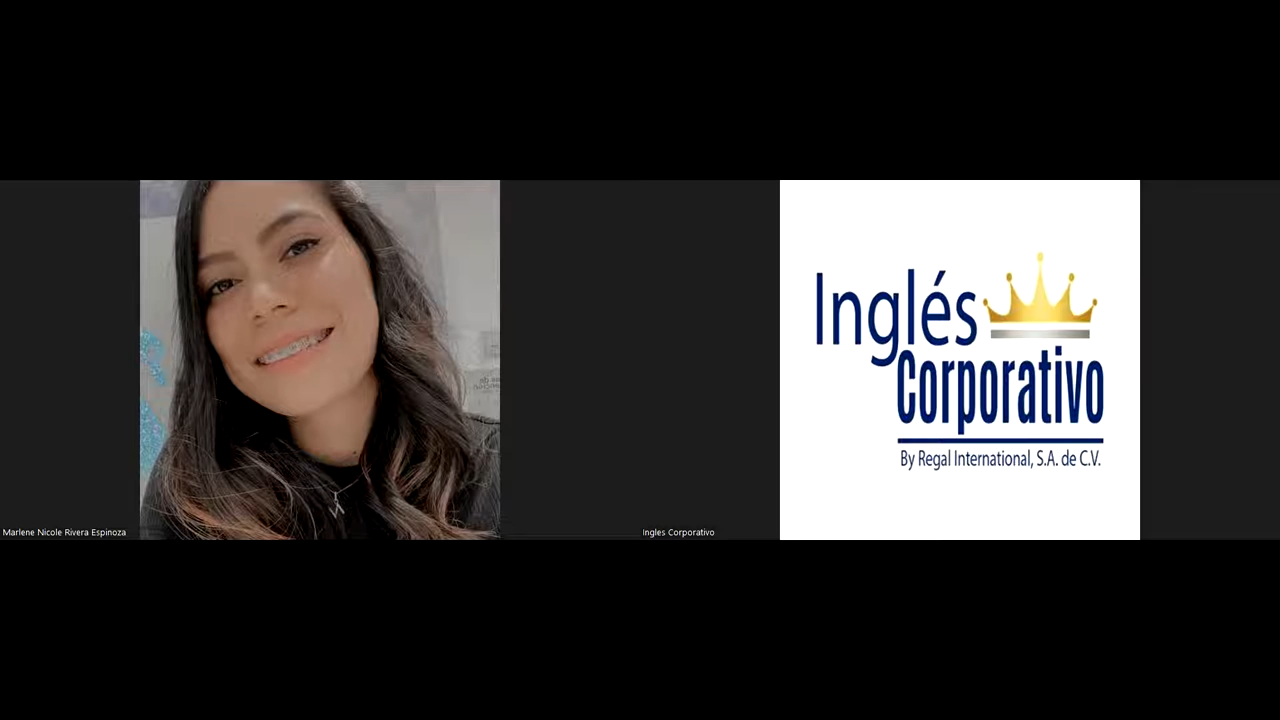 Marlene Nicole Rivera Espinoza
Inglés
Corporativo
By Regal International, S.A. de C.V.
Ingles Corporativo